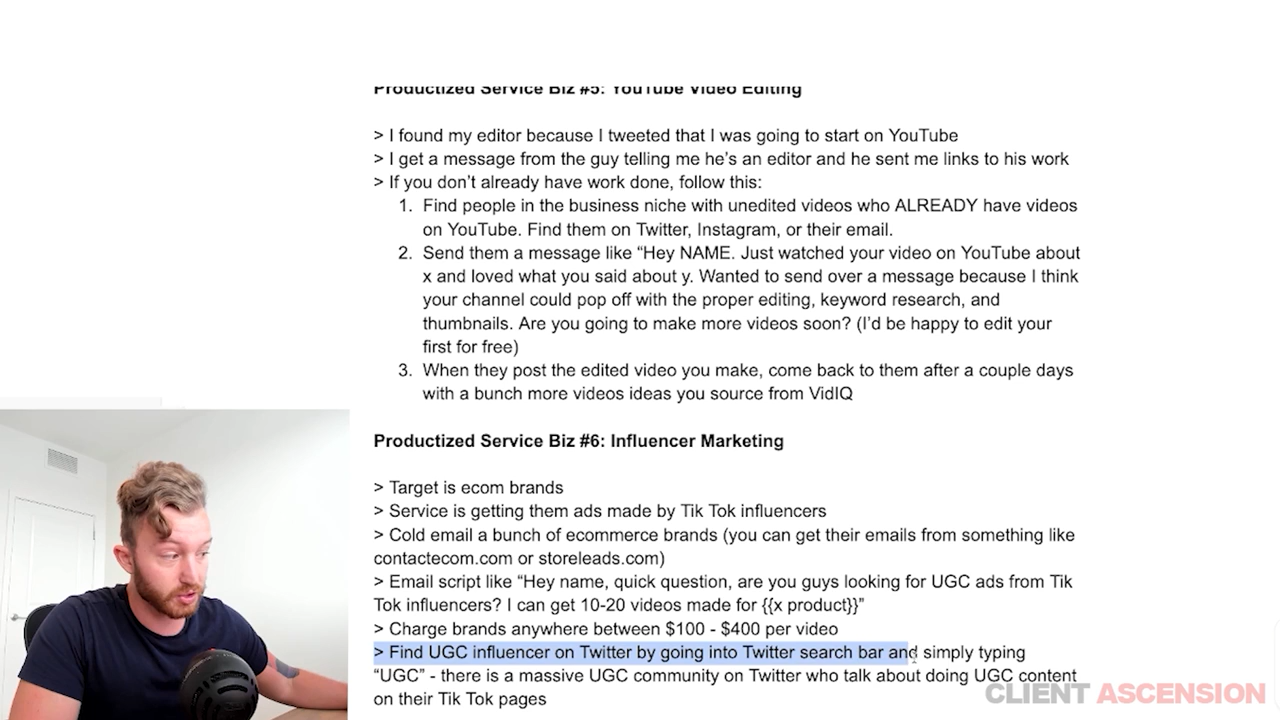 Productized Service Biz #5: YouTube Video Editing
> I found my editor because I tweeted that I was going to start on YouTube
> I get a message from the guy telling me he's an editor and he sent me links to his work
> If you don't already have work done, follow this:
1. Find people in the business niche with unedited videos who ALREADY have videos
on YouTube. Find them on Twitter, Instagram, or their email.
2. Send them a message like “Hey NAME. Just watched your video on YouTube about
x and loved what you said about y. Wanted to send over a message because I think
your channel could pop off with the proper editing, keyword research, and
thumbnails. Are you going to make more videos soon? (I'd be happy to edit your
first for free)
3. When they post the edited video you make, come back to them after a couple days
with a bunch more videos ideas you source from VidIQ
Productized Service Biz #6: Influencer Marketing
> Target is ecom brands
> Service is getting them ads made by Tik Tok influencers
> Cold email a bunch of ecommerce brands (you can get their emails from something like
contactecom.com or storeleads.com)
> Email script like “Hey name, quick question, are you guys looking for UGC ads from Tik
Tok influencers? I can get 10-20 videos made for {{x product}}”
> Charge brands anywhere between $100 - $400 per video
> Find UGC influencer on Twitter by going into Twitter search bar and simply typing
“UGC” - there is a massive UGC community on Twitter who talk about doing UGC content
on their Tik Tok pages
CLIENT ASCENSION